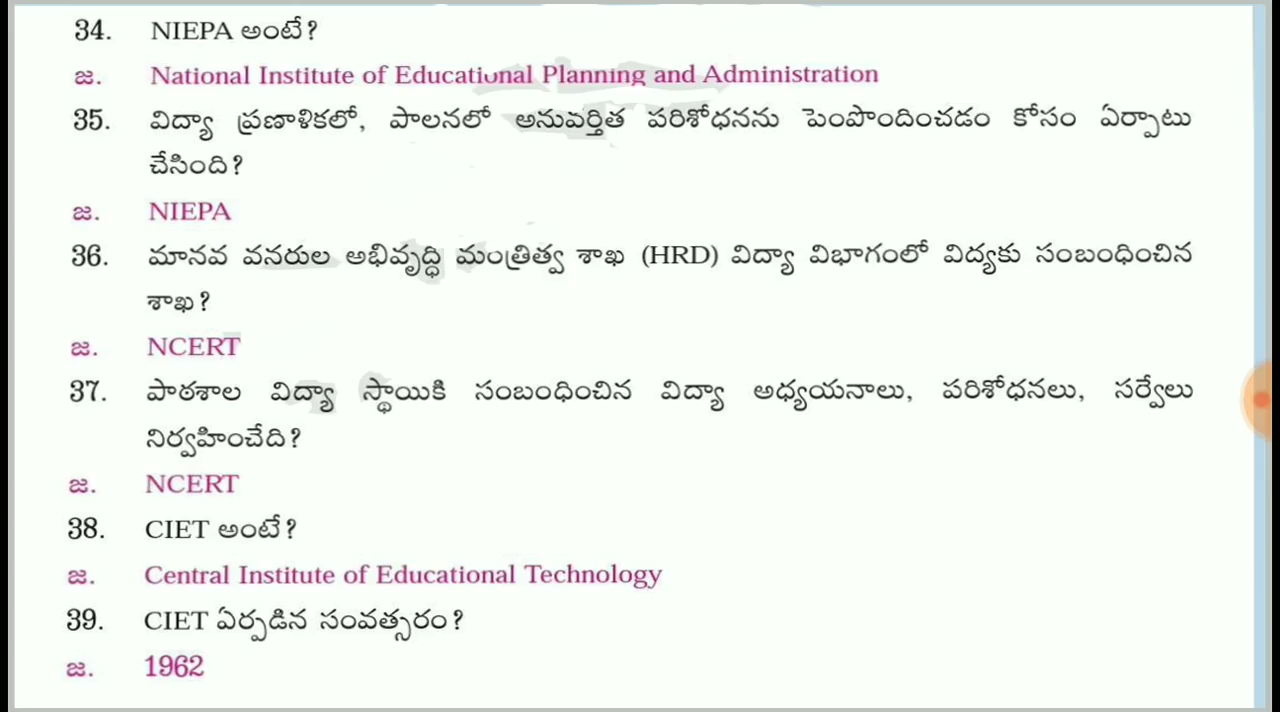 34. NIEPA అంటే?
జ. National Institute of Educational Planning and Administration
35. విద్యా ప్రణాళికలో, పాలనలో అనువర్తిత పరిశోధనను పెంపొందించడం కోసం ఏర్పాటు
చేసింది?
జ. NIEPA
36. మానవ వనరుల అభివృద్ధి మంత్రిత్వ శాఖ (HRD) విద్యా విభాగంలో విద్యకు సంబంధించిన
శాఖ?
జ. NCERT
37. పాఠశాల విద్యా స్థాయికి సంబంధించిన విద్యా అధ్యయనాలు, పరిశోధనలు, సర్వేలు
నిర్వహించేది?
జ. NCERT
38. CIET అంటే?
జ. Central Institute of Educational Technology
39. CIET ఏర్పడిన సంవత్సరం?
జ. 1962